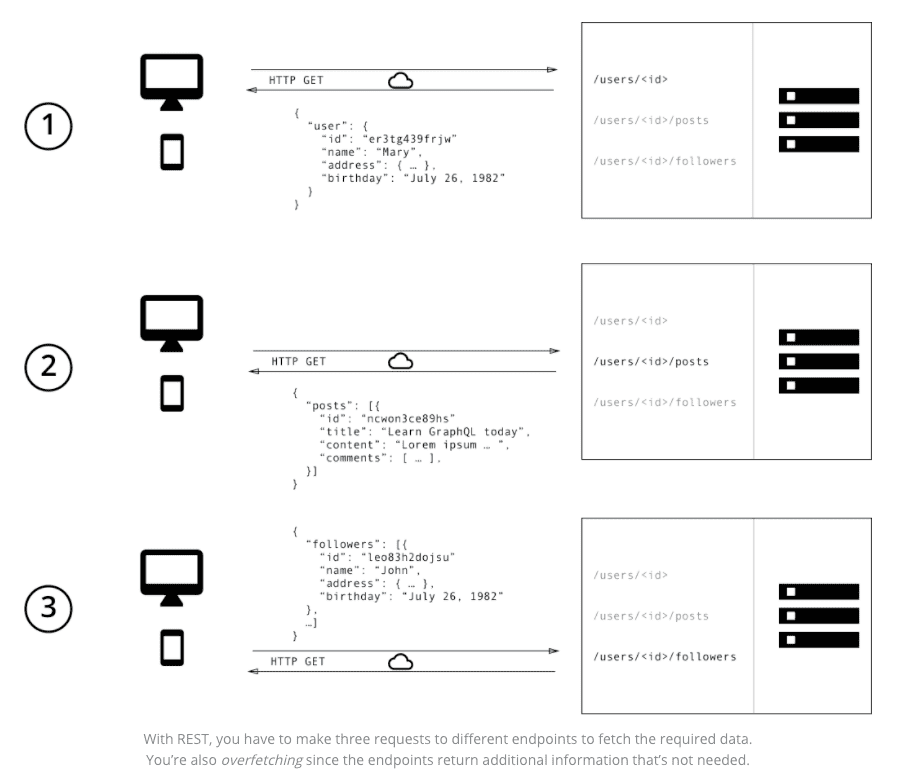 1
HTTP GET
{
"user": {
"id": "er3tg439frjw"
"name": "Mary",
"address": { … },
"birthday": "July 26, 1982"
}
}
/users/<id>
/users/<id>/posts
/users/<id>/followers
2
HTTP GET
{
"posts": [{
"id": "ncwon3ce89hs"
"title": "Learn GraphQL today",
"content": "Lorem ipsum … ",
"comments": [ … ],
}]
}
/users/<id>
/users/<id>/posts
/users/<id>/followers
3
{
"followers": [{
"id": "leo83h2dojsu"
"name": "John",
"address": { … },
"birthday": "July 26, 1982"
},
…]
}
HTTP GET
/users/<id>
/users/<id>/posts
/users/<id>/followers
With REST, you have to make three requests to different endpoints to fetch the required data.
You're also overfetching since the endpoints return additional information that's not needed.